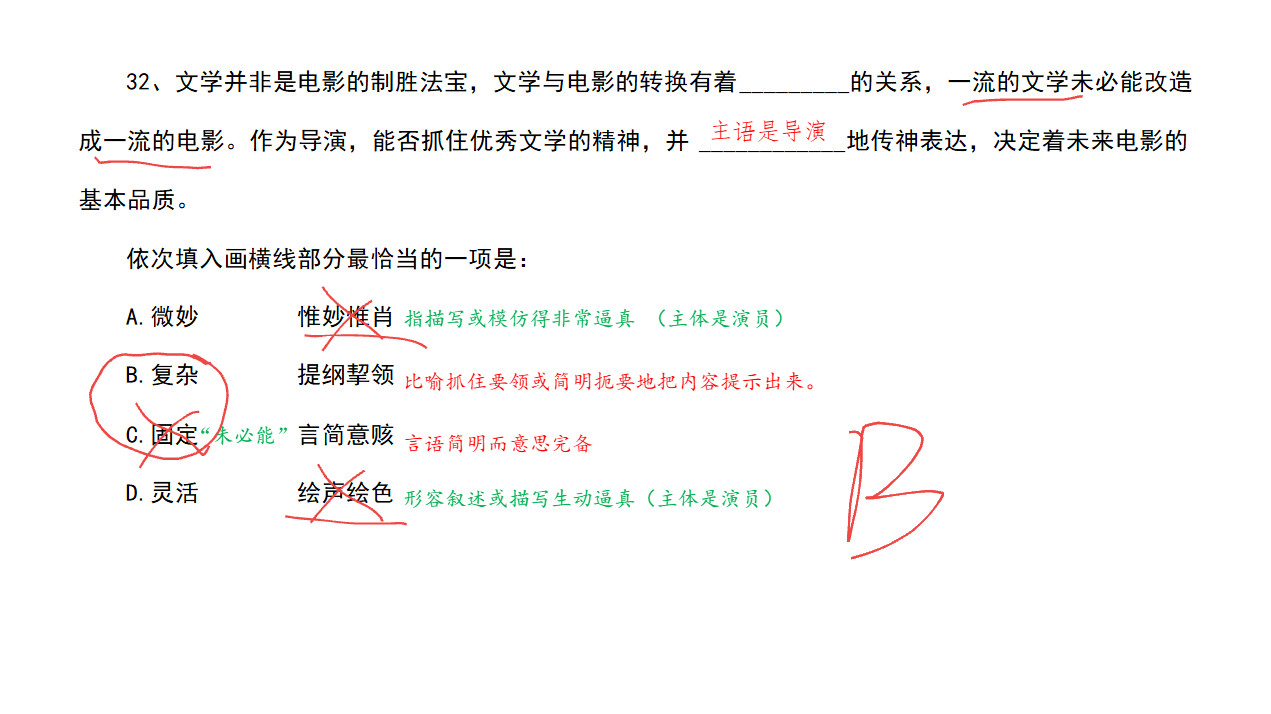 32、文学并非是电影的制胜法宝，文学与电影的转换有着_________的关系，一流的文学未必能改造
成一流的电影。作为导演，能否抓住优秀文学的精神，并 ____________地传神表达，决定着未来电影的
主语是导演
基本品质。
依次填入画横线部分最恰当的一项是：
A.微妙 惟妙惟肖 指描写或模仿得非常逼真 （主体是演员）
B.复杂 提纲挈领 比喻抓住要领或简明扼要地把内容提示出来。
C.固定“未必能” 言简意赅 言语简明而意思完备
D.灵活 绘声绘色 形容叙述或描写生动逼真（主体是演员）
B